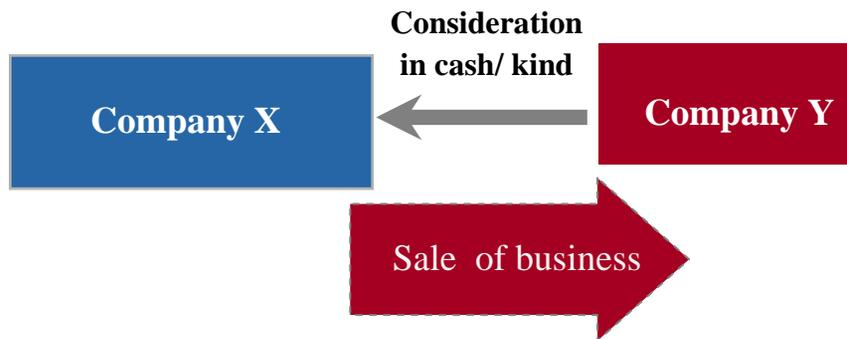 Consideration
in cash/ kind
Company X
Company Y
Sale of business